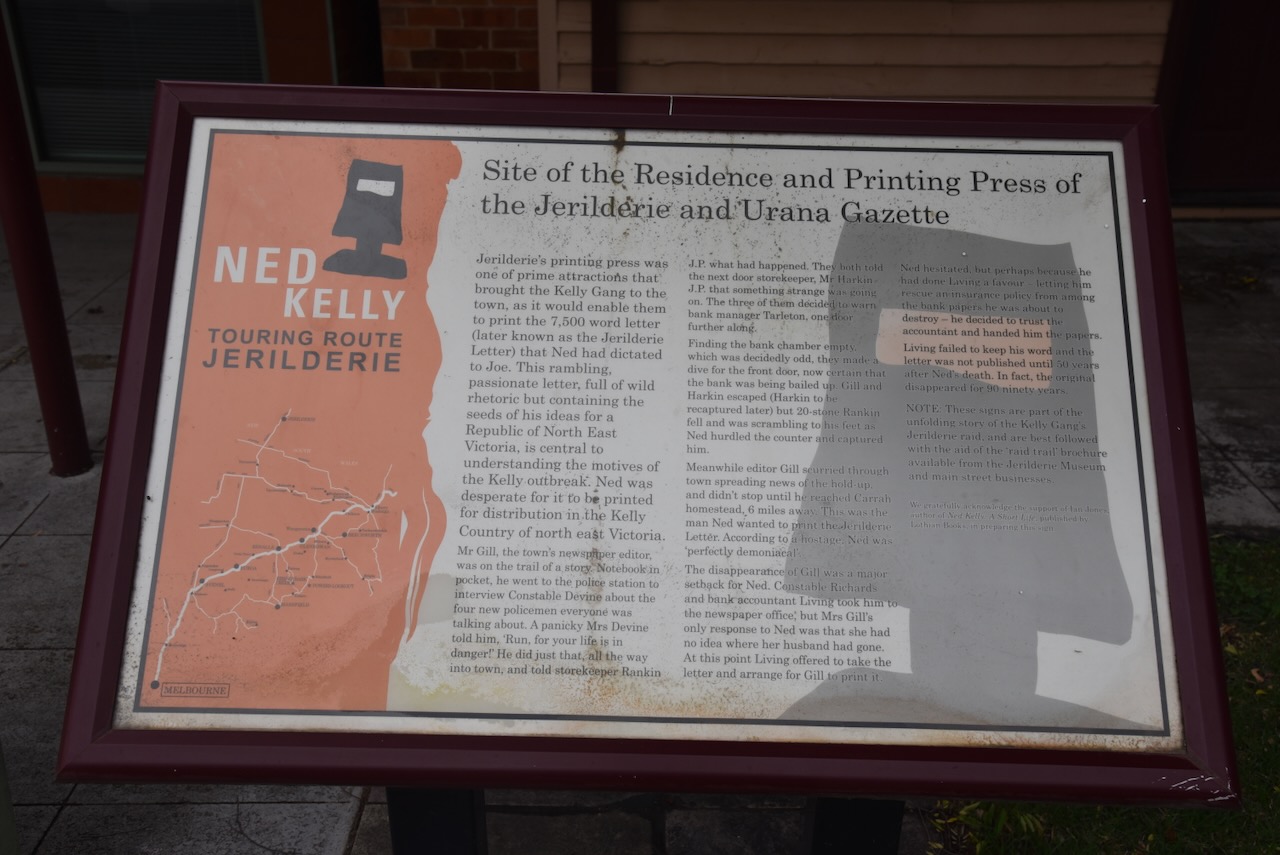 NED
KELLY
TOURING ROUTE
JERILDERIE
MELBOURNE
Site of the Residence and Printing Press of
the Jerilderie and Urana Gazette
Jerilderie's printing press was
one of prime attractions that
brought the Kelly Gang to the
town, as it would enable them
to print the 7,500 word letter
(later known as the Jerilderie
Letter) that Ned had dictated
to Joe. This rambling,
passionate letter, full of wild
rhetoric but containing the
seeds of his ideas for a
Republic of North East
Victoria, is central to
understanding the motives of
the Kelly outbreak. Ned was
desperate for it to be printed
for distribution in the Kelly
Country of north east Victoria.
Mr Gill, the town's newspaper editor,
was on the trail of a story. Notebook in
pocket, he went to the police station to
interview Constable Devine about the
four new policemen everyone was
talking about. A panicky Mrs Devine
told him, 'Run, for your life is in
danger!' He did just that, all the way
into town, and told storekeeper Rankin
J.P. what had happened. They both told
the next door storekeeper, Mr Harkin
J.P. that something strange was going
on. The three of them decided to warn
bank manager Tarleton, one door
further along.
Finding the bank chamber empty,
which was decidedly odd, they made a
dive for the front door, now certain that
the bank was being bailed up. Gill and
Harkin escaped (Harkin to be
recaptured later) but 20-stone Rankin
fell and was scrambling to his feet as
Ned hurdled the counter and captured
him.
Meanwhile editor Gill scurried through
town spreading news of the hold-up,
and didn't stop until he reached Carrah
homestead, 6 miles away. This was the
man Ned wanted to print the Jerilderie
Letter. According to a hostage, Ned was
'perfectly demoniacal'.
The disappearance of Gill was a major
setback for Ned. Constable Richards
and bank accountant Living took him to
the newspaper office, but Mrs Gill's
only response to Ned was that she had
no idea where her husband had gone.
At this point Living offered to take the
letter and arrange for Gill to print it.
Ned hesitated, but perhaps because he
had done Living a favour – letting him
rescue an insurance policy from among
the bank papers he was about to
destroy – he decided to trust the
accountant and handed him the papers.
Living failed to keep his word and the
letter was not published until 50 years
after Ned's death. In fact, the original
disappeared for 90 ninety years.
NOTE: These signs are part of the
unfolding story of the Kelly Gang's
Jerilderie raid, and are best followed
with the aid of the 'raid trail' brochure
available from the Jerilderie Museum
and main street businesses.
We gratefully acknowledge the support of Ian Jones,
author of Ned Kelly: A Short Life, published by
Lothian Books, in preparing this sign.